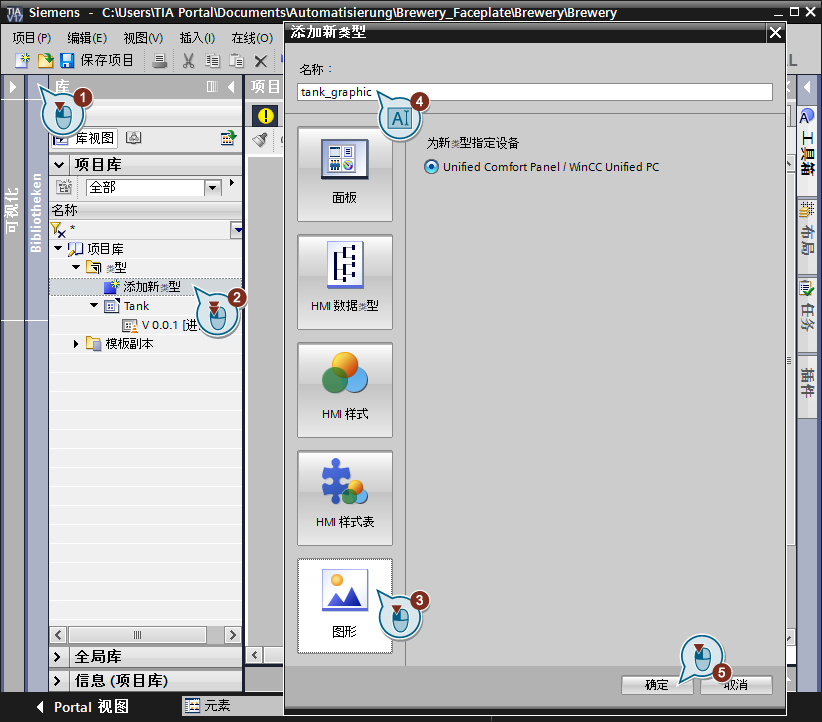 Siemens - C:\Users\TIA Portal\Documents\Automatisierung\Brewery_Faceplate\Brewery\Brewery
项目(P) 编辑(E) 视图(V) 插入(I) 在线(O)
保存项目
可视化
Bibliotheken
库
1
库视图
项目库
全部
名称
*
项目库
类型
添加新类型
2
Tank
V 0.0.1 [进
模板副本
全局库
信息 (项目库)
Portal 视图
元素
项目
添加新类型
名称：
tank_graphic
4
面板
HMI 数据类型
HMI 样式
HMI 样式表
图形
3
为新类型指定设备
Unified Comfort Panel / WinCC Unified PC
确定
取消
5
工具箱
布局
任务
插件